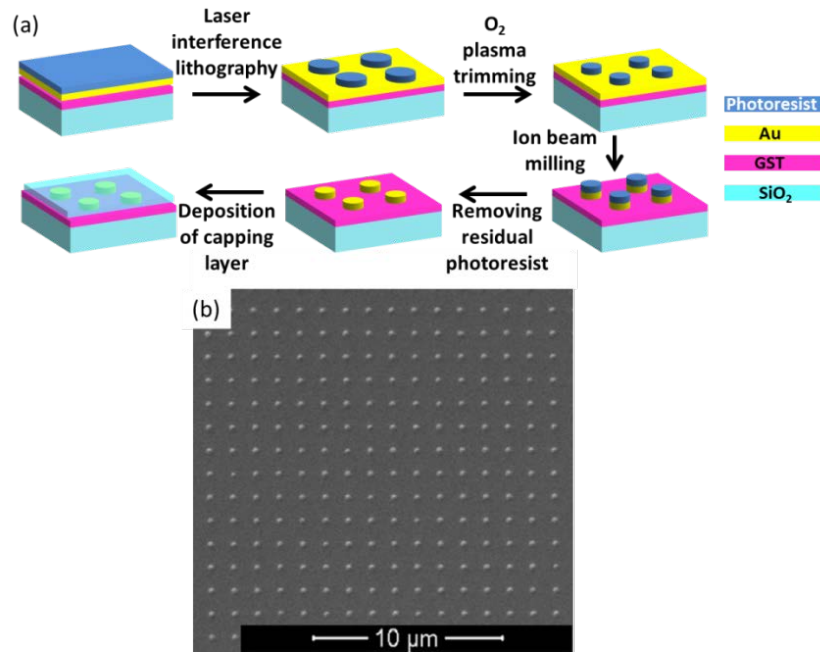 (a)
Laser
interference
lithography
O₂
plasma
trimming
Photoresist
Au
GST
SiO₂
Ion beam
milling
Removing
residual
photoresist
Deposition
of capping
layer
(b)
10 µm